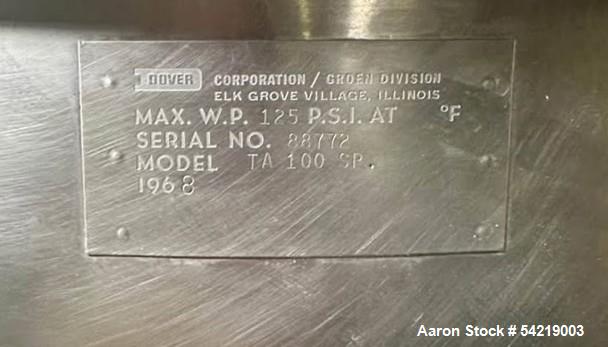 DOVER CORPORATION / GROEN DIVISION
ELK GROVE VILLAGE, ILLINOIS
MAX. W.P. 125 P.S.I. AT °F
SERIAL NO. 88772
MODEL TA 100 SP.
1968
Aaron Stock # 54219003